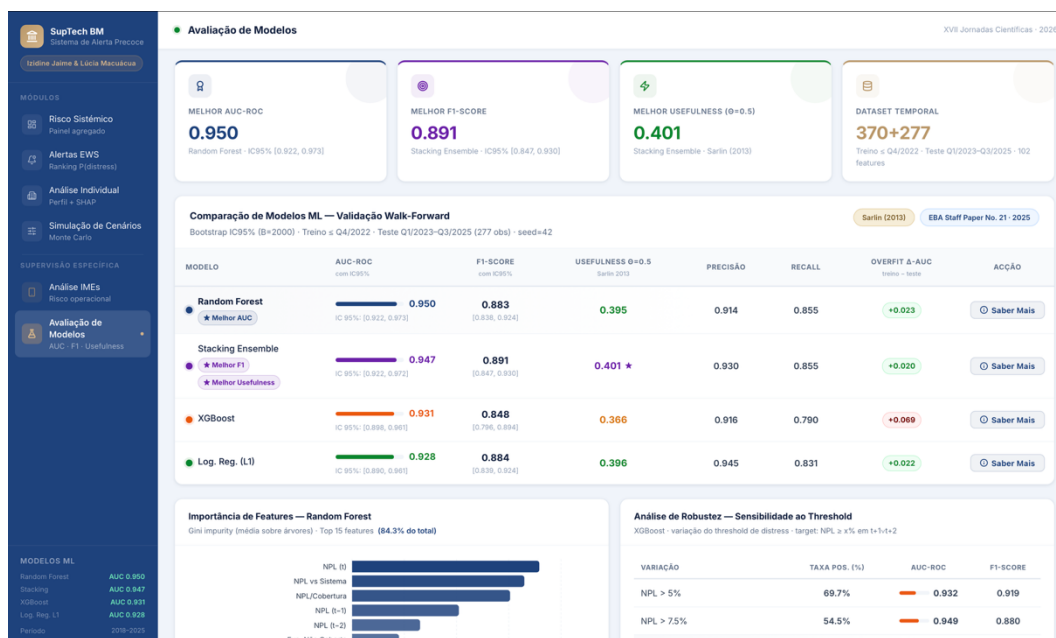 SupTech BM
Sistema de Alerta Precoce
Izidine Jaime & Lúcia Macuácua
MÓDULOS
Risco Sistémico
Painel agregado
Alertas EWS
Ranking P(distress)
Análise Individual
Perfil + SHAP
Simulação de Cenários
Monte Carlo
SUPERVISÃO ESPECÍFICA
Análise IMEs
Risco operacional
Avaliação de
Modelos
AUC · F1 · Usefulness
MODELOS ML
Random Forest AUC 0.950
Stacking AUC 0.947
XGBoost AUC 0.931
Log. Reg. L1 AUC 0.928
Período 2018-2025
Avaliação de Modelos
XVII Jornadas Científicas · 2026
MELHOR AUC-ROC
0.950
Random Forest · IC95% [0.922, 0.973]
MELHOR F1-SCORE
0.891
Stacking Ensemble · IC95% [0.847, 0.930]
MELHOR USEFULNESS (Θ=0.5)
0.401
Stacking Ensemble · Sarlin (2013)
DATASET TEMPORAL
370+277
Treino ≤ Q4/2022 · Teste Q1/2023–Q3/2025 · 102
features
Comparação de Modelos ML — Validação Walk-Forward
Bootstrap IC95% (B=2000) · Treino ≤ Q4/2022 · Teste Q1/2023–Q3/2025 (277 obs) · seed=42
Sarlin (2013)
EBA Staff Paper No. 21 · 2025
MODELO AUC-ROC F1-SCORE USEFULNESS Θ=0.5 PRECISÃO RECALL OVERFIT Δ-AUC ACÇÃO
com IC95% com IC95% Sarlin 2013 treino − teste
Random Forest 0.950 0.883 0.395 0.914 0.855 +0.023 Saber Mais
★ Melhor AUC IC 95%: [0.922, 0.973] [0.838, 0.924]
Stacking Ensemble 0.947 0.891 0.401 ★ 0.930 0.855 +0.020 Saber Mais
★ Melhor F1 IC 95%: [0.922, 0.972] [0.847, 0.930]
★ Melhor Usefulness
XGBoost 0.931 0.848 0.366 0.916 0.790 +0.069 Saber Mais
IC 95%: [0.898, 0.961] [0.796, 0.894]
Log. Reg. (L1) 0.928 0.884 0.396 0.945 0.831 +0.022 Saber Mais
IC 95%: [0.890, 0.961] [0.839, 0.924]
Importância de Features — Random Forest
Gini impurity (média sobre árvores) · Top 15 features (84.3% do total)
NPL (t)
NPL vs Sistema
NPL/Cobertura
NPL (t−1)
NPL (t−2)
Análise de Robustez — Sensibilidade ao Threshold
XGBoost · variação do threshold de distress · target: NPL ≥ x% em t+1∨t+2
VARIAÇÃO TAXA POS. (%) AUC-ROC F1-SCORE
NPL > 5% 69.7% 0.932 0.919
NPL > 7.5% 54.5% 0.949 0.880